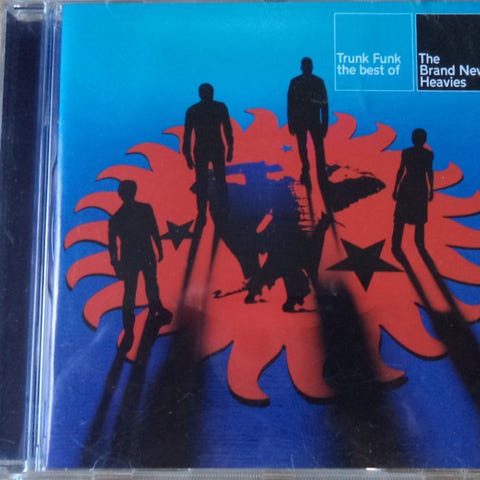 Trunk Funk
the best of
The
Brand New
Heavies